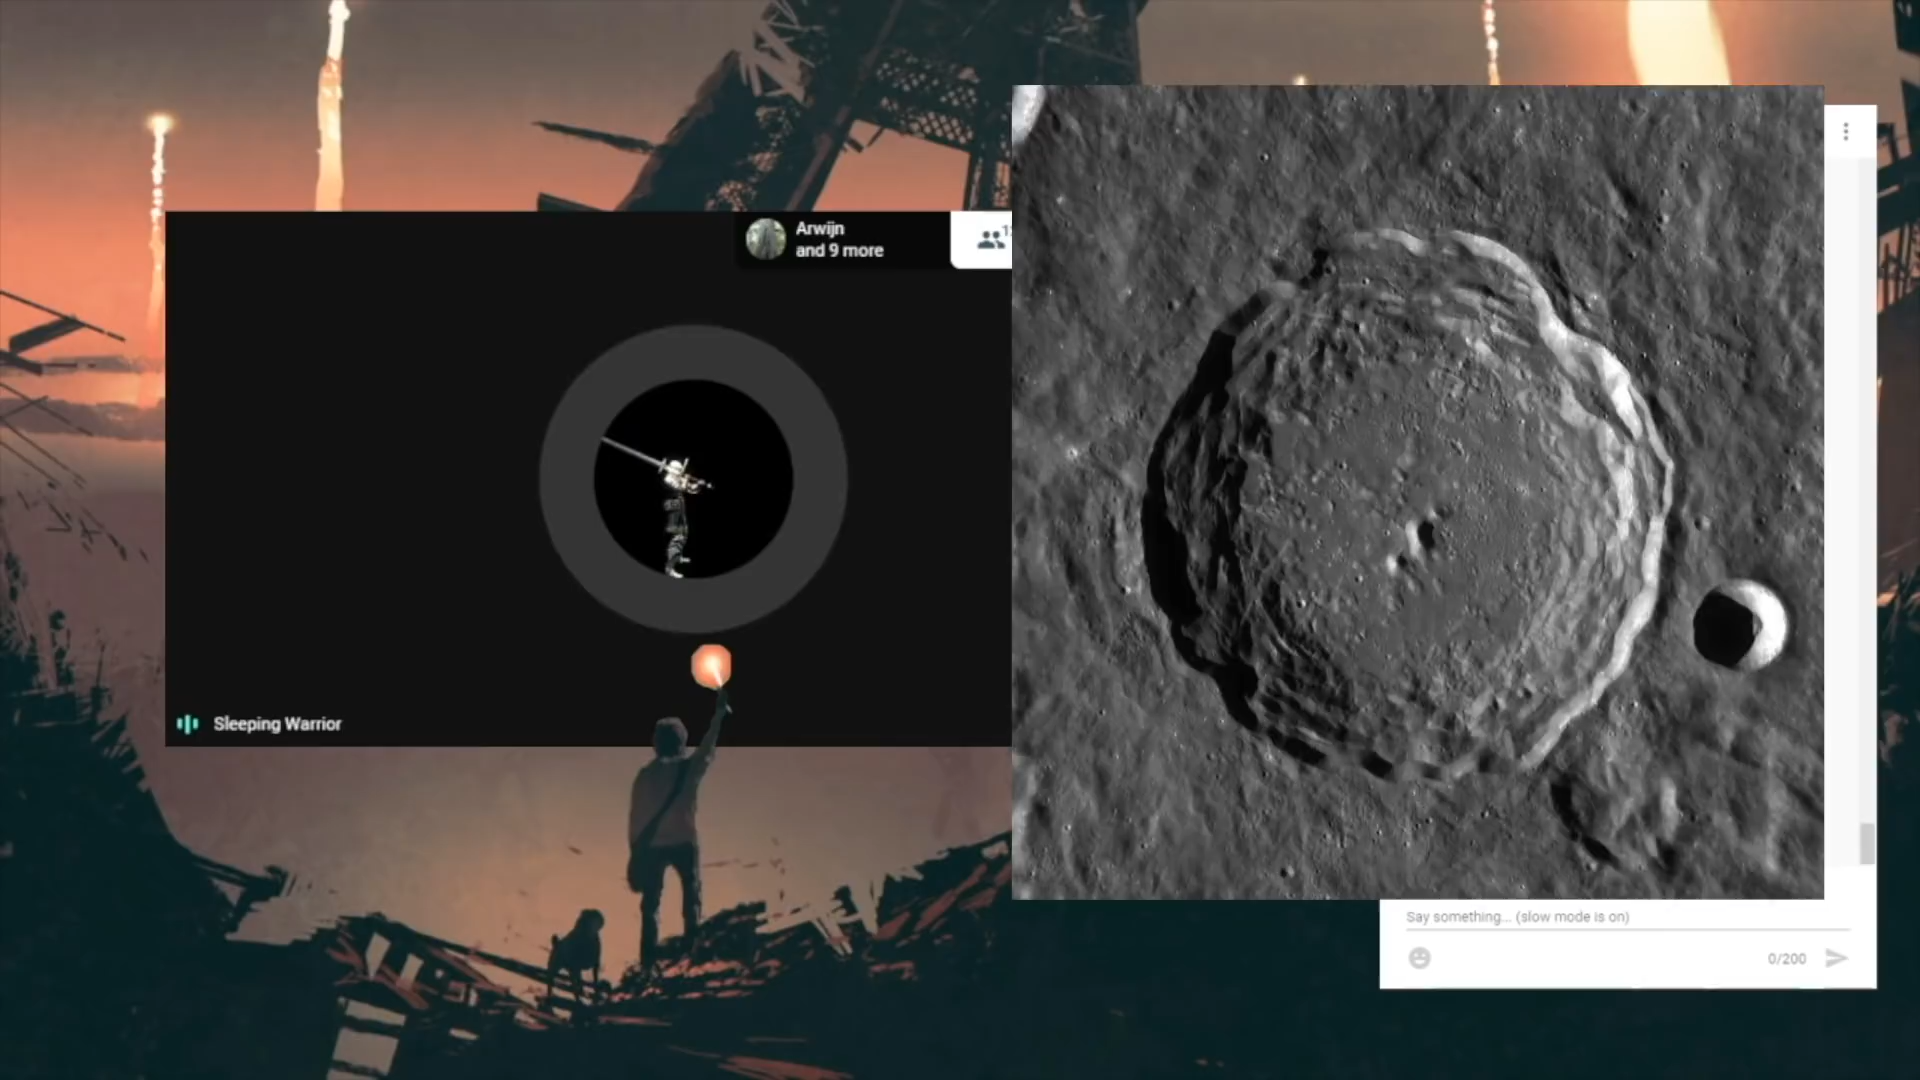 Arwijn
and 9 more
Sleeping Warrior
Say something... (slow mode is on)
0/200